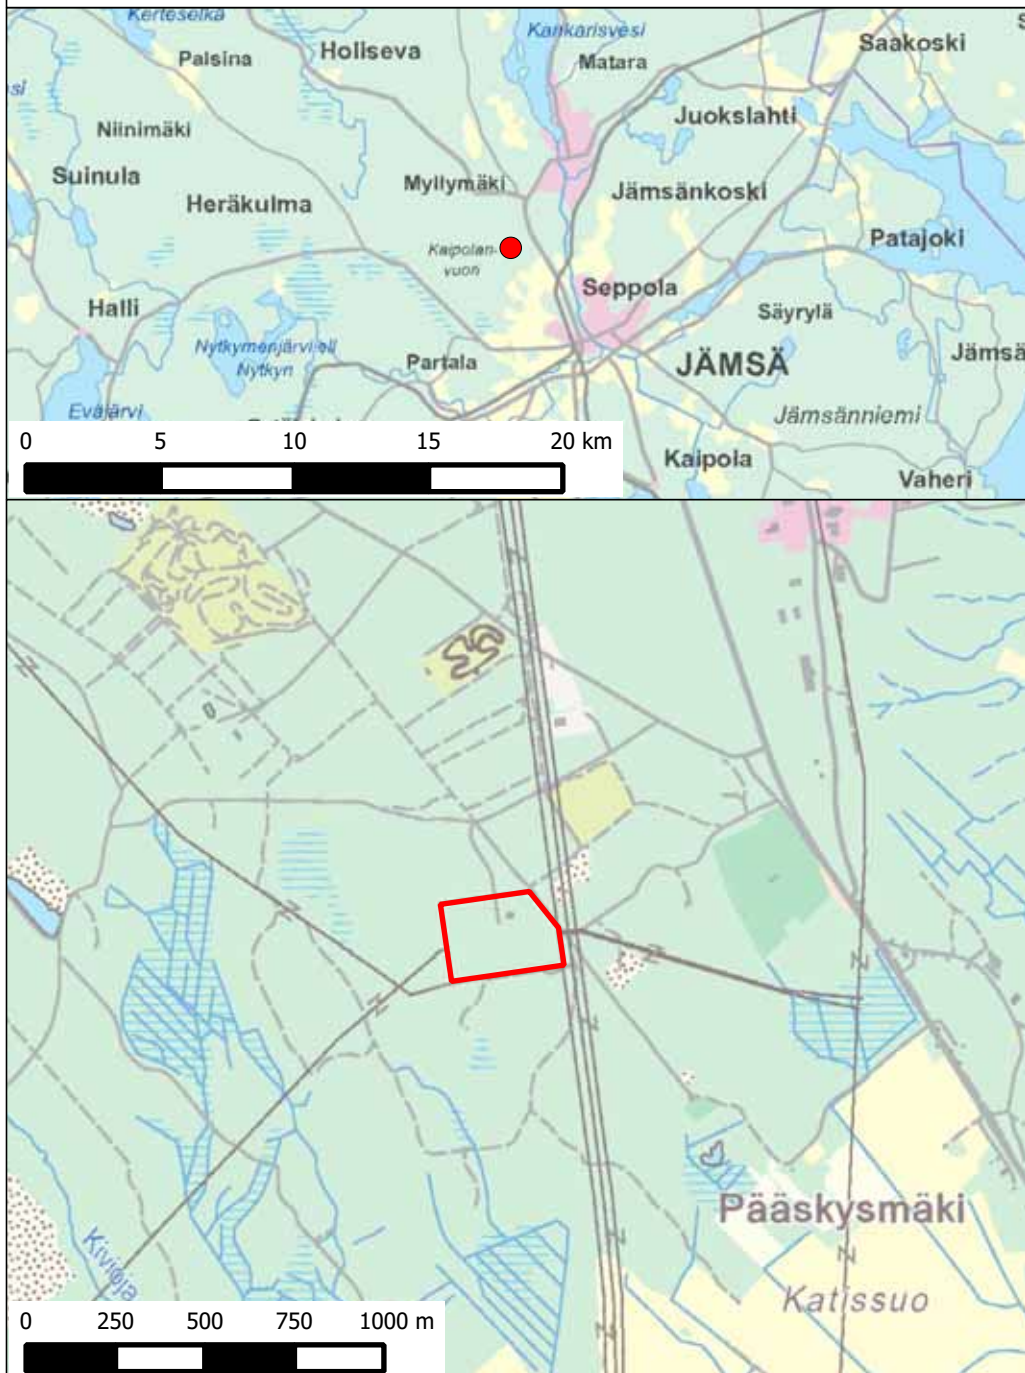 Kerteselkä
Kankarisvesi
Palsina
Holiseva
Matara
Saakoski
Juokslahti
Niinimäki
Suinula
Myllymäki
Jämsänkoski
Heräkulma
Patajoki
Kaipolan-
vuori
Seppola
Halli
Säyrylä
Nytkymenjärvi eli
Nytkyn
Partala
JÄMSÄ
Jämsä
Eväjärvi
Jämsänniemi
0 5 10 15 20 km
Kaipola
Vaheri
Pääskysmäki
Kivioja
Katissuo
0 250 500 750 1000 m